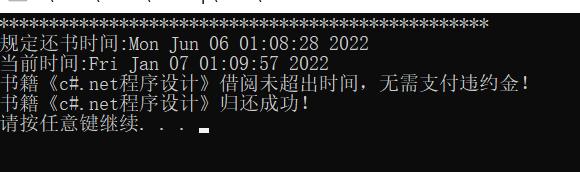 *************************************************
规定还书时间:Mon Jun 06 01:08:28 2022
当前时间:Fri Jan 07 01:09:57 2022
书籍《c#.net程序设计》借阅未超出时间，无需支付违约金！
书籍《c#.net程序设计》归还成功！
请按任意键继续. . .